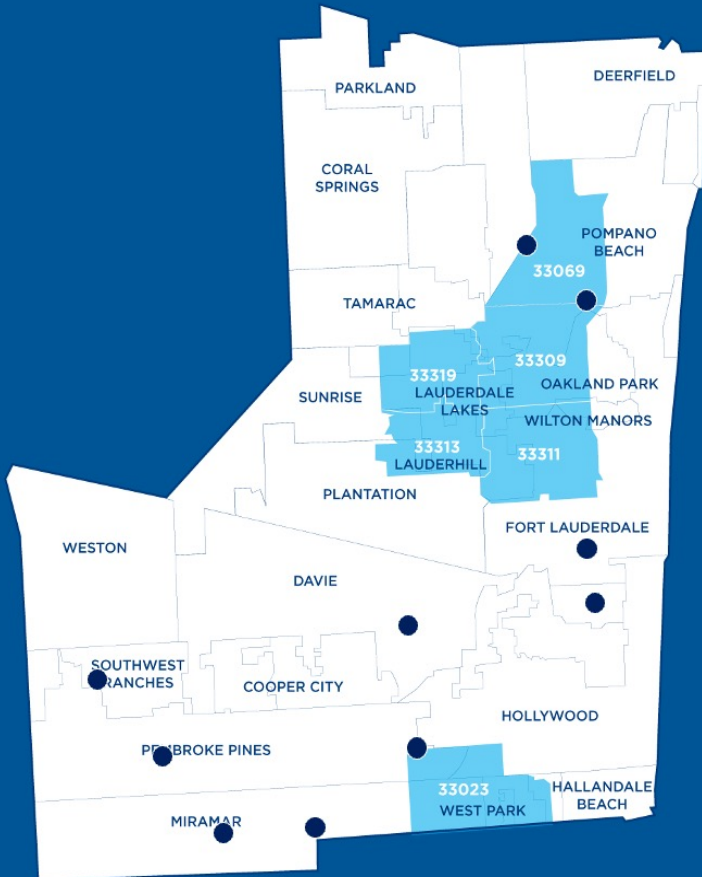 DEERFIELD
PARKLAND
CORAL
SPRINGS
POMPANO
BEACH
33069
TAMARAC
33309
33319
OAKLAND PARK
LAUDERDALE
LAKES
SUNRISE
WILTON MANORS
33313
33311
LAUDERHILL
PLANTATION
FORT LAUDERDALE
WESTON
DAVIE
SOUTHWEST
RANCHES
COOPER CITY
HOLLYWOOD
PEMBROKE PINES
33023
HALLANDALE
BEACH
WEST PARK
MIRAMAR